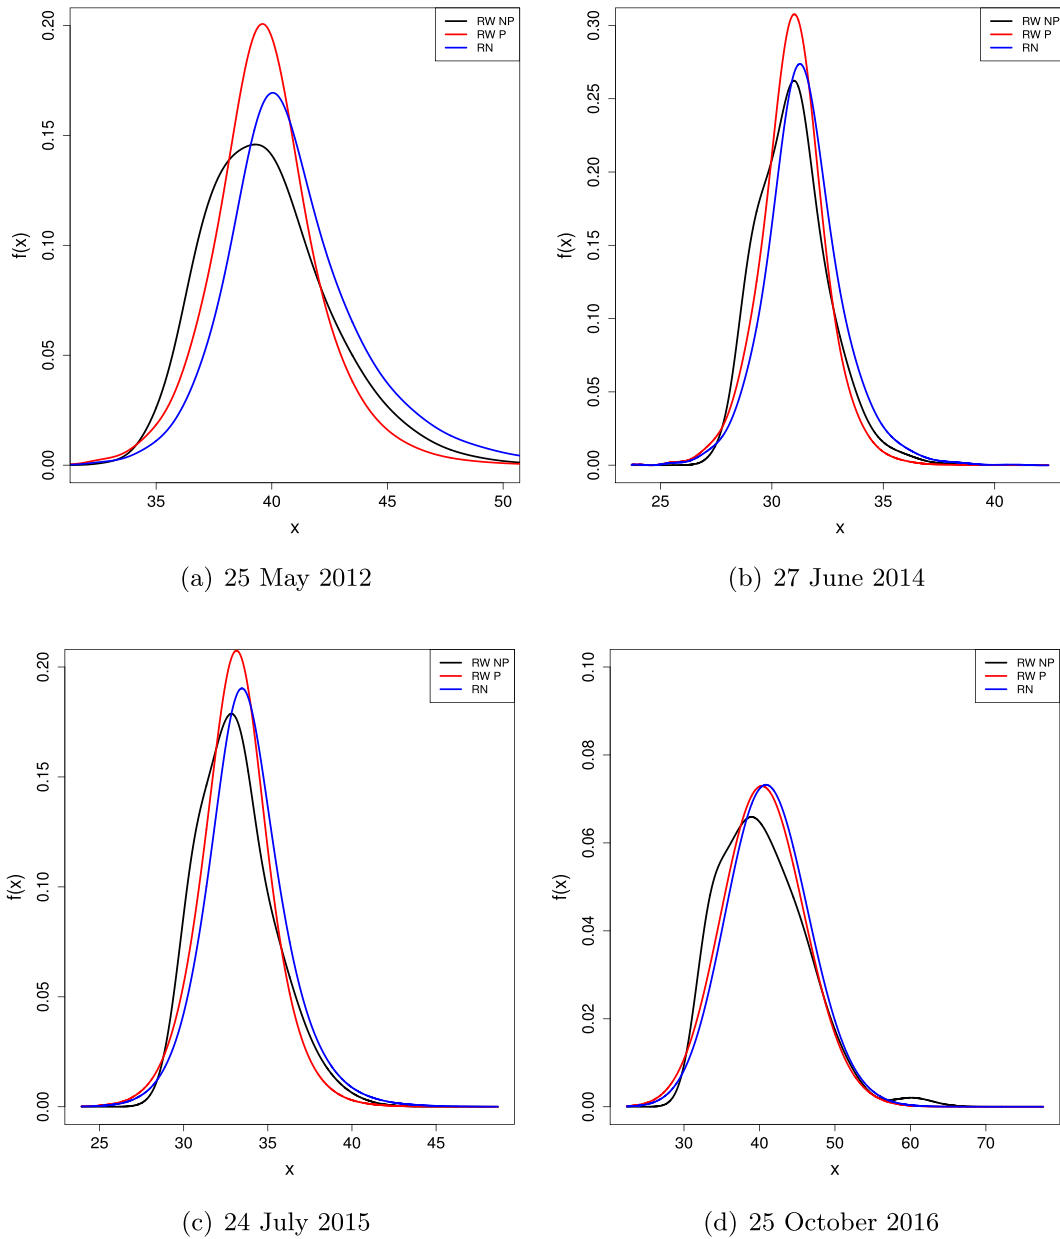 RW NP
RW P
RN
0.00 0.05 0.10 0.15 0.20
f(x)
35 40 45 50
x
(a) 25 May 2012
RW NP
RW P
RN
0.00 0.05 0.10 0.15 0.20 0.25 0.30
f(x)
25 30 35 40
x
(b) 27 June 2014
RW NP
RW P
RN
0.00 0.05 0.10 0.15 0.20
f(x)
25 30 35 40 45
x
(c) 24 July 2015
RW NP
RW P
RN
0.00 0.02 0.04 0.06 0.08 0.10
f(x)
30 40 50 60 70
x
(d) 25 October 2016